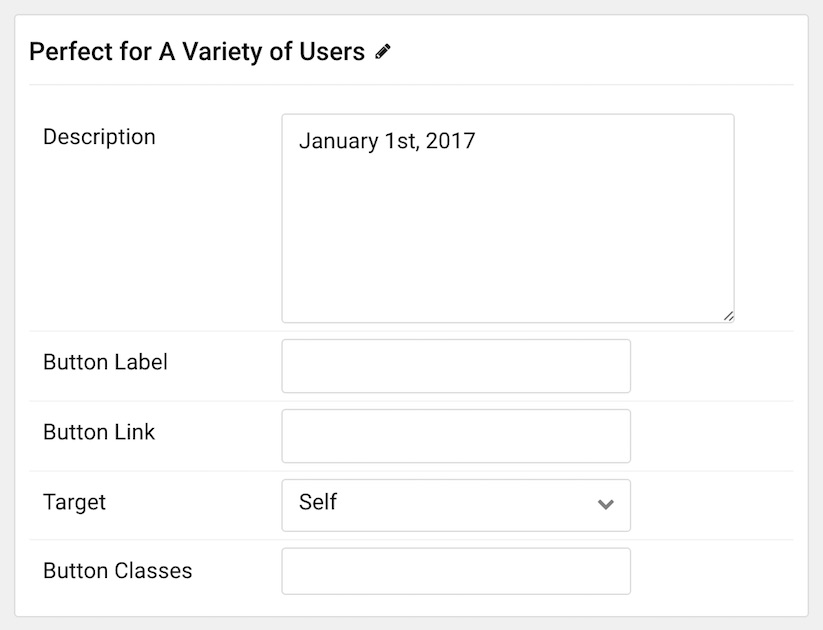 Perfect for A Variety of Users
Description
January 1st, 2017
Button Label
Button Link
Target
Self
Button Classes